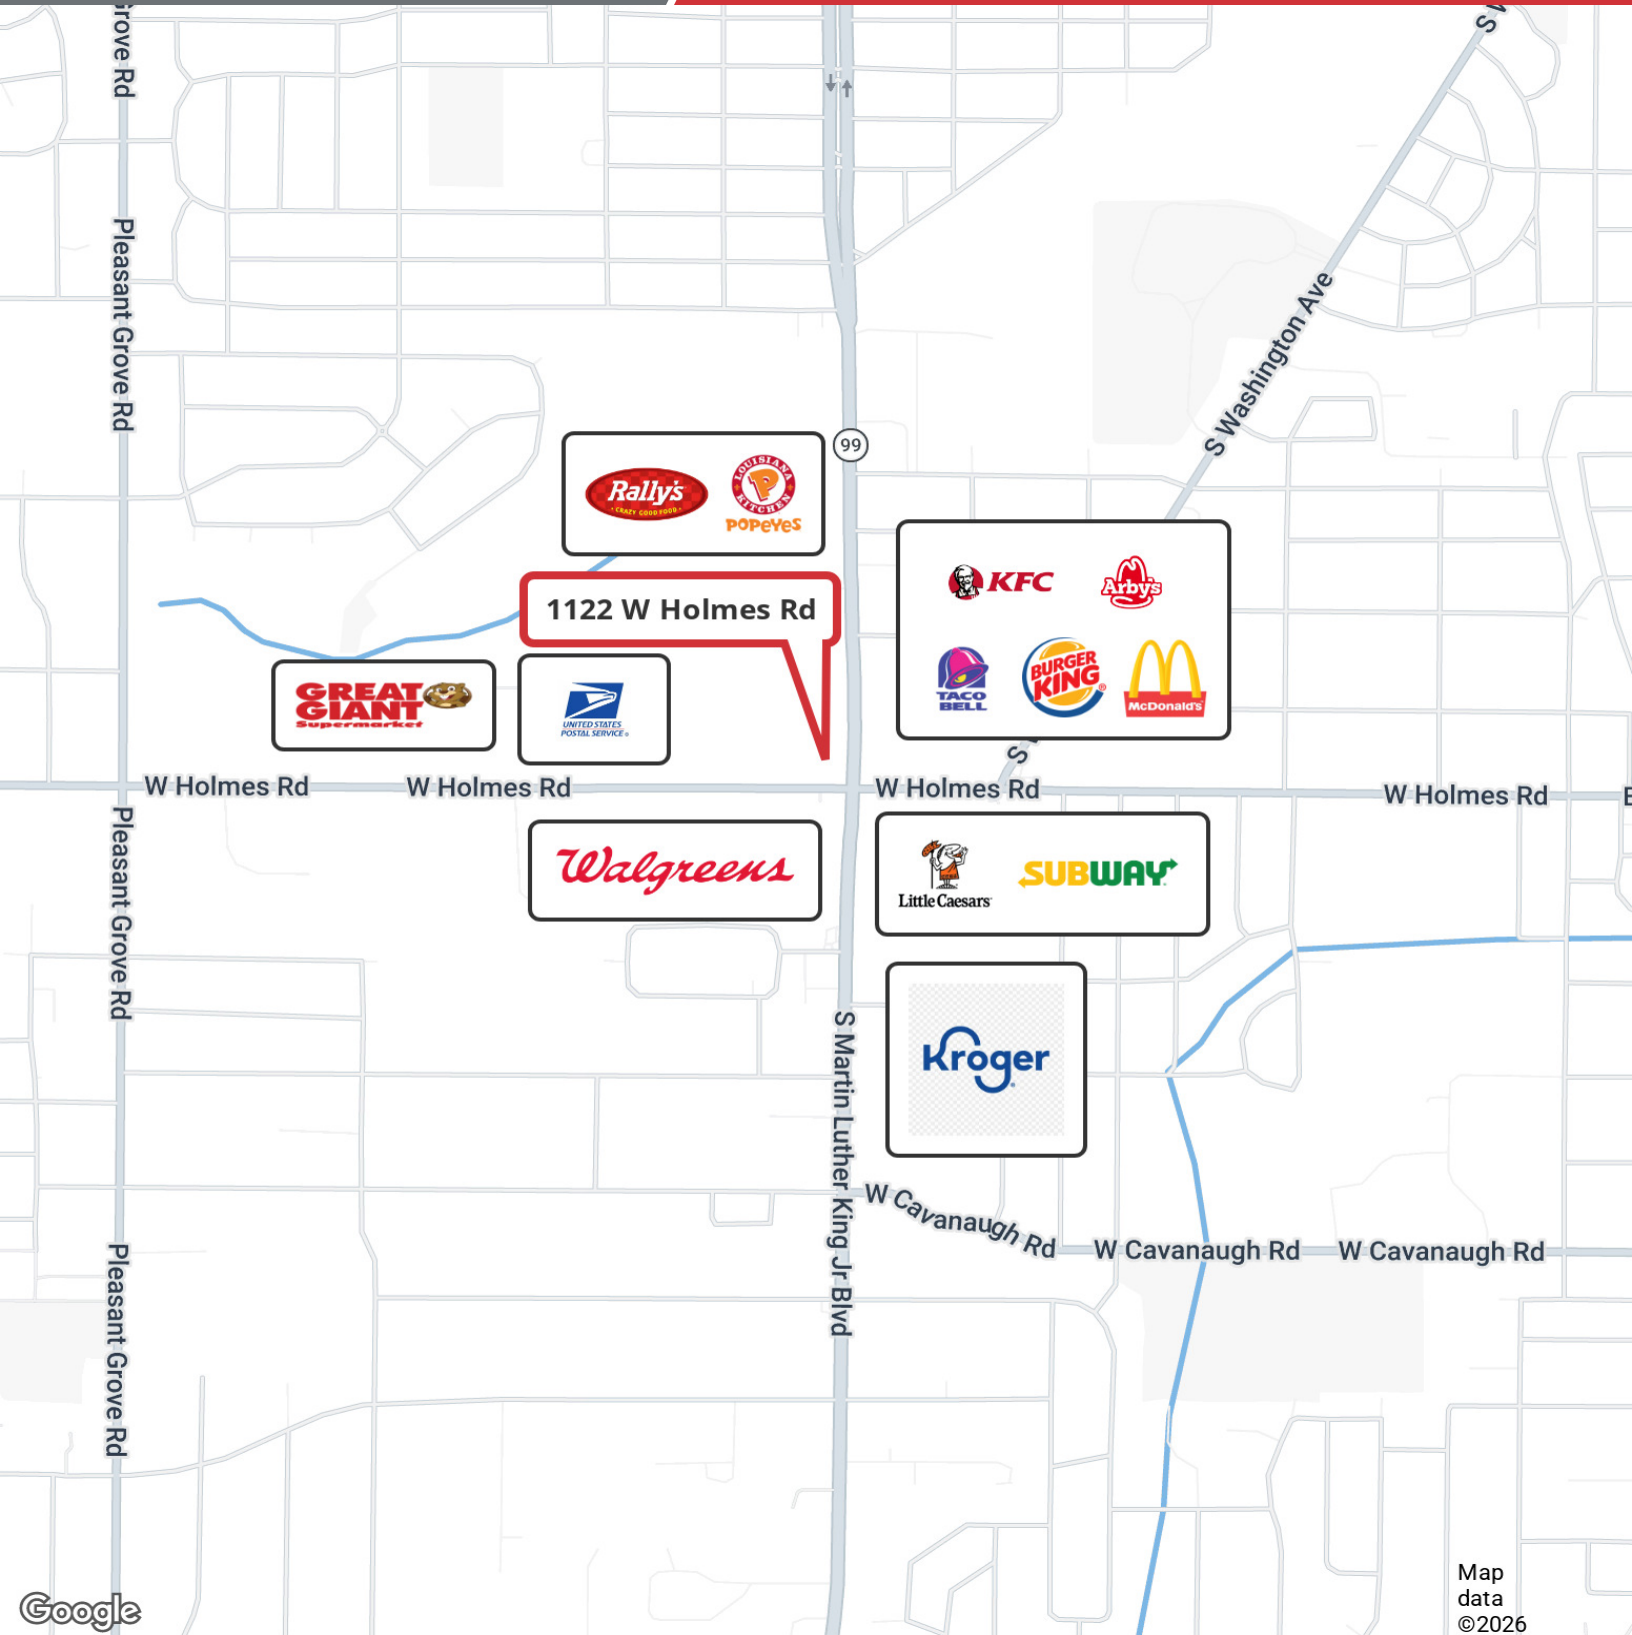 Grove Rd
S W
Pleasant Grove Rd
S Washington Ave
99
Rally's
CRAZY GOOD FOOD
LOUISIANA
KITCHEN
POPEYES
KFC
Arby's
1122 W Holmes Rd
TACO
BELL
BURGER
KING
McDonald's
GREAT
GIANT
Supermarket
UNITED STATES
POSTAL SERVICE
S
W Holmes Rd
W Holmes Rd
W Holmes Rd
W Holmes Rd
E
Pleasant Grove Rd
Walgreens
Little Caesars
SUBWAY
Kroger
S Martin Luther King Jr Blvd
W Cavanaugh Rd
W Cavanaugh Rd
W Cavanaugh Rd
Pleasant Grove Rd
Google
Map
data
©2026